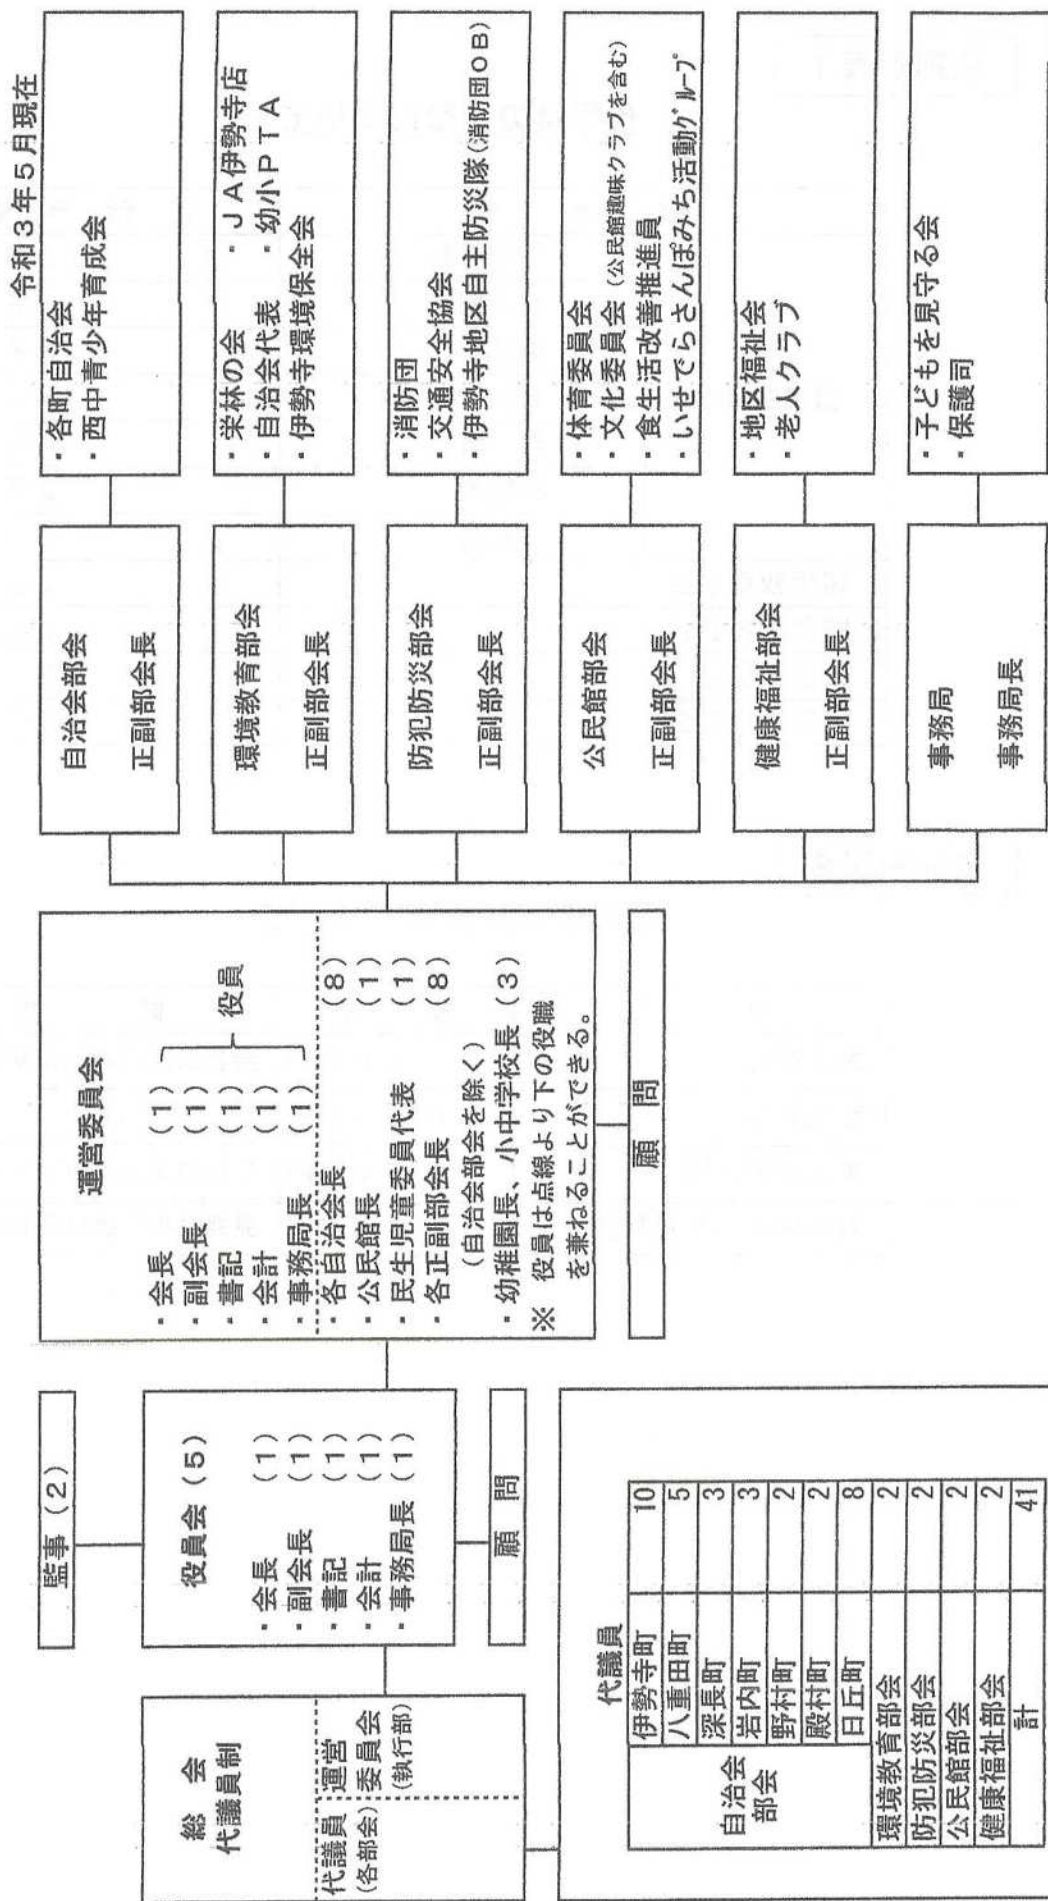 令和３年５月現在
総　会
代議員制
代議員
(各部会)
運営
委員会
(執行部)
監事（２）
役員会（５）
・会長　（１）
・副会長　（１）
・書記　（１）
・会計　（１）
・事務局長（１）
顧　問
代議員
自治会
部会
伊勢寺町 10
八重田町 5
深長町 3
岩内町 3
野村町 2
殿村町 2
日丘町 8
環境教育部会 2
防犯防災部会 2
公民館部会 2
健康福祉部会 2
計 41
運営委員会
・会長　（１）
・副会長　（１）
・書記　（１）
・会計　（１）
・事務局長　（１）
役員
・各自治会長　（８）
・公民館長　（１）
・民生児童委員代表　（１）
・各正副部会長　（８）
（自治会部会を除く）
・幼稚園長、小中学校長（３）
※　役員は点線より下の役職
を兼ねることができる。
顧　問
自治会部会
正副部会長
・各町自治会
・西中青少年育成会
環境教育部会
正副部会長
・栄林の会　・ＪＡ伊勢寺店
・自治会代表　・幼小ＰＴＡ
・伊勢寺環境保全会
防犯防災部会
正副部会長
・消防団
・交通安全協会
・伊勢寺地区自主防災隊(消防団ＯＢ)
公民館部会
正副部会長
・体育委員会
・文化委員会（公民館趣味クラブを含む）
・食生活改善推進員
・いせでらさんぽみち活動ｸﾞﾙｰﾌﾟ
健康福祉部会
正副部会長
・地区福祉会
・老人クラブ
事務局
事務局長
・子どもを見守る会
・保護司